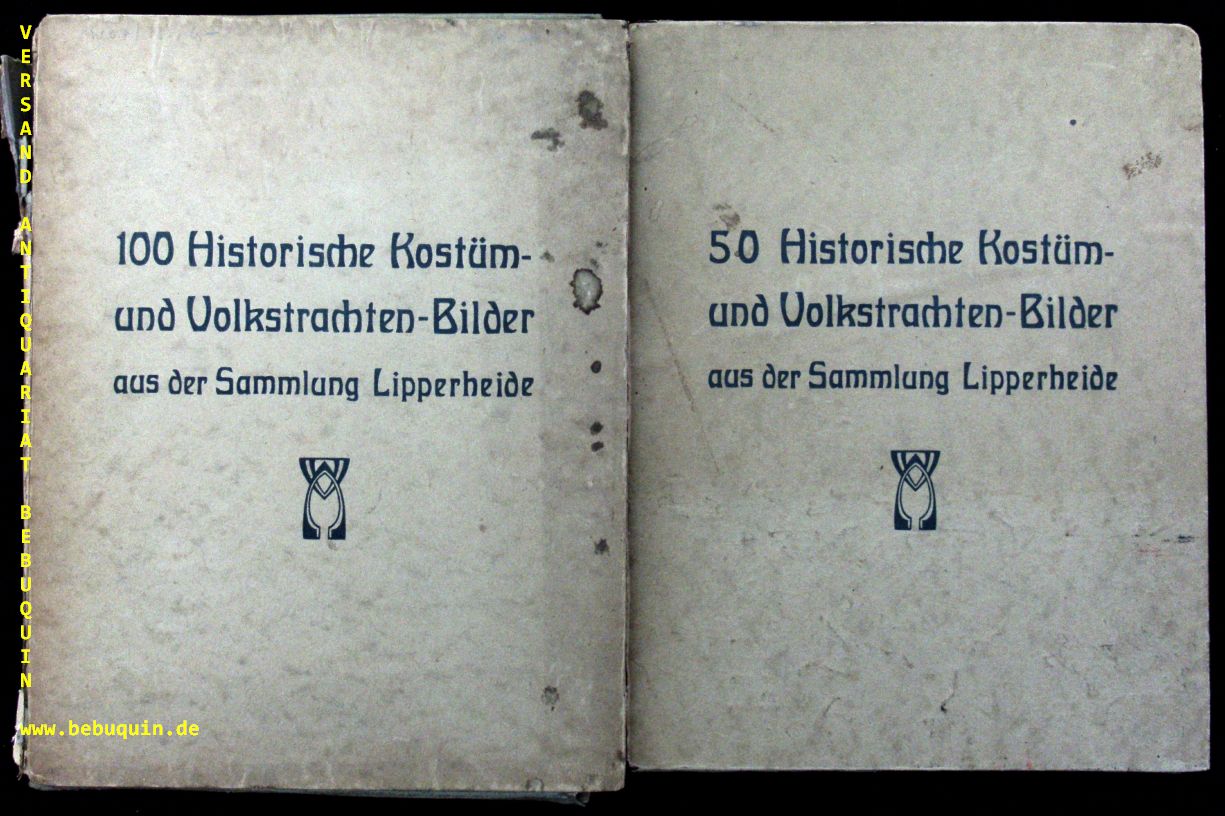 VERSAND ANTIQUARIAT BEBUQUIN
100 Historische Kostüm-
und Volkstrachten-Bilder
aus der Sammlung Lipperheide
50 Historische Kostüm-
und Volkstrachten-Bilder
aus der Sammlung Lipperheide
www.bebuquin.de